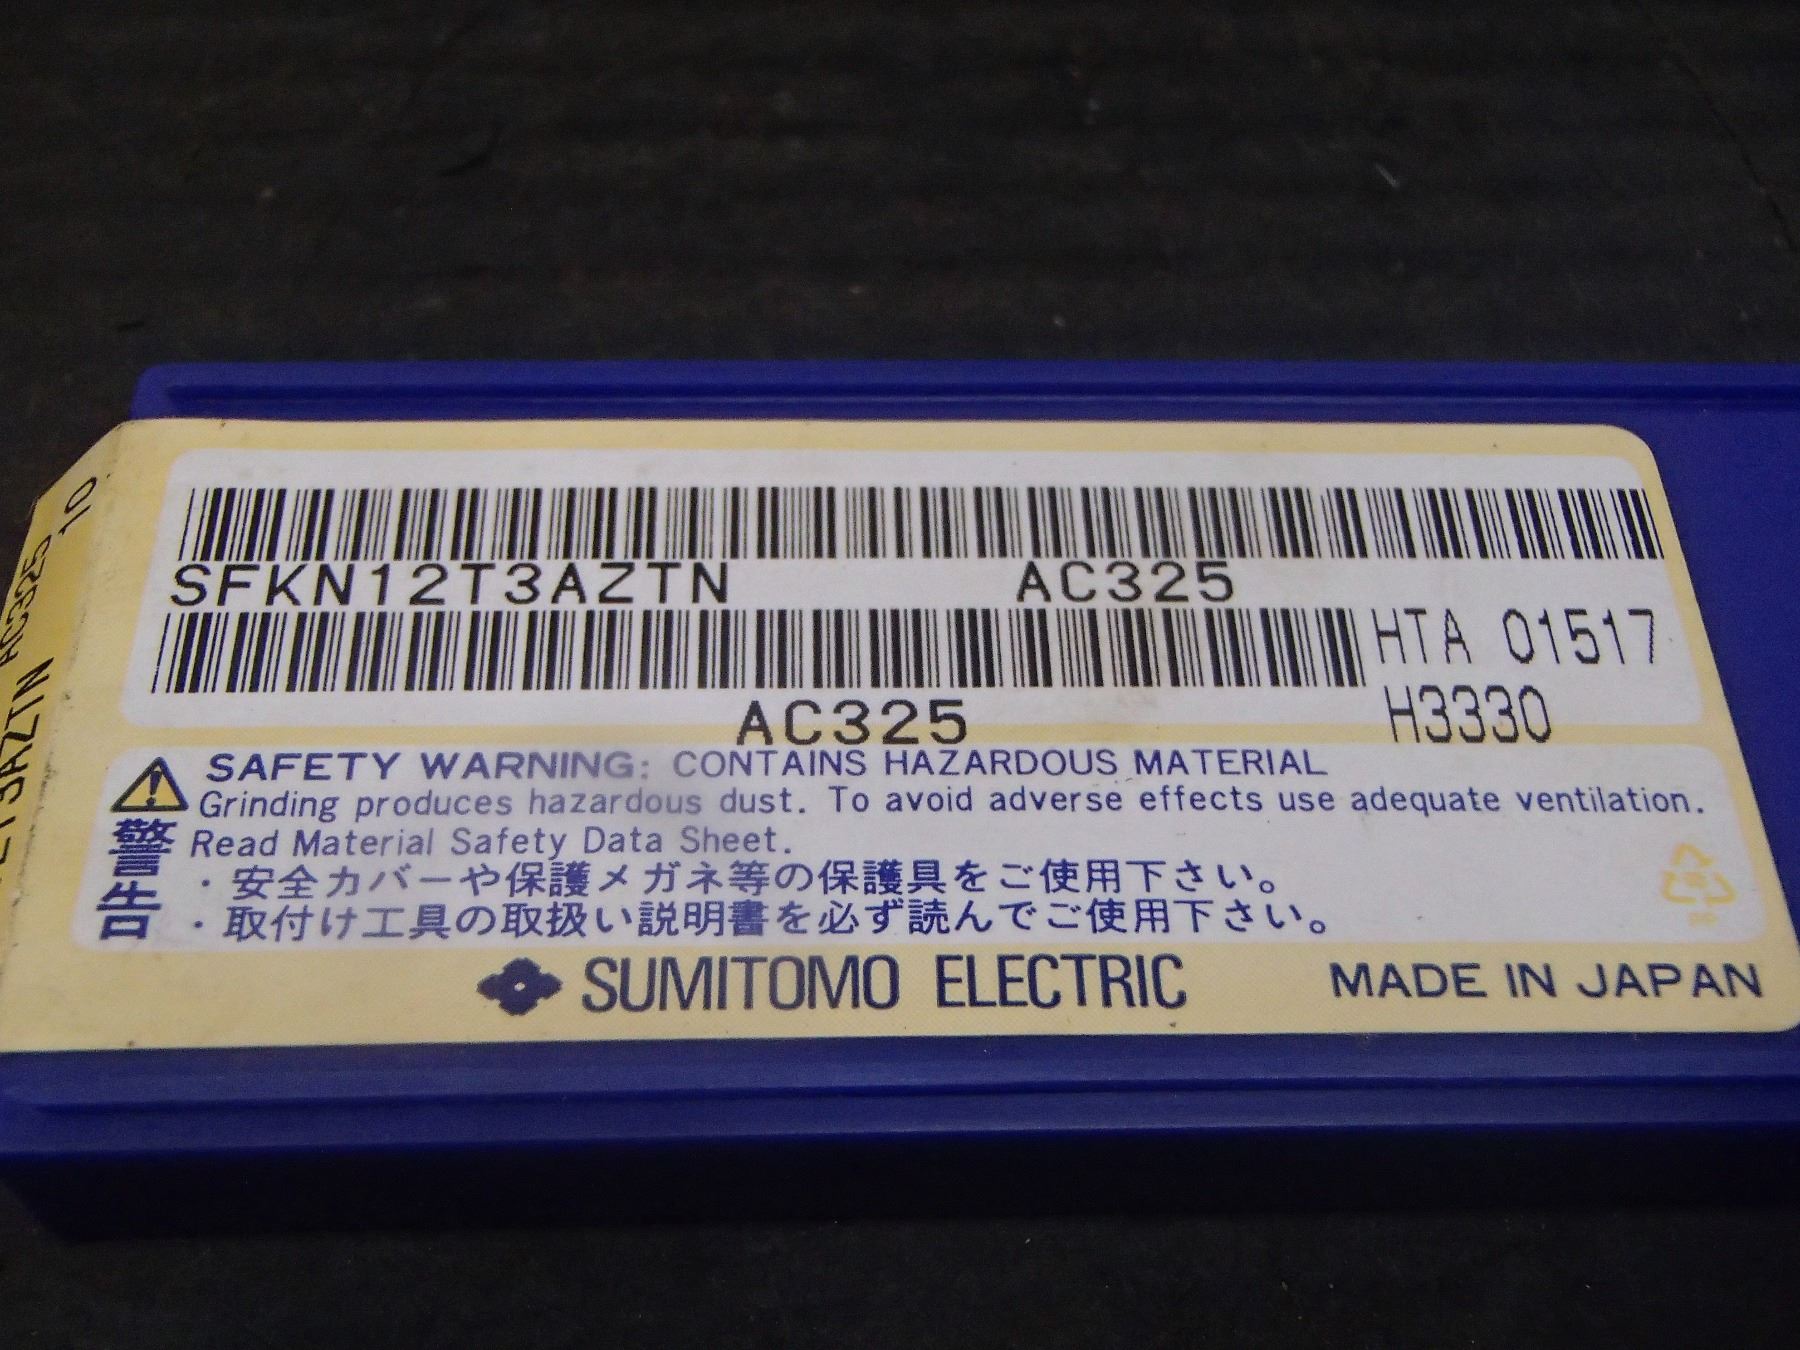 SFKN12T3AZTN AC325
HTA 01517
AC325 H3330
SAFETY WARNING: CONTAINS HAZARDOUS MATERIAL
Grinding produces hazardous dust. To avoid adverse effects use adequate ventilation.
Read Material Safety Data Sheet.
警告
・安全カバーや保護メガネ等の保護具をご使用下さい。
・取付け工具の取扱い説明書を必ず読んでご使用下さい。
SUMITOMO ELECTRIC MADE IN JAPAN
AC325 10